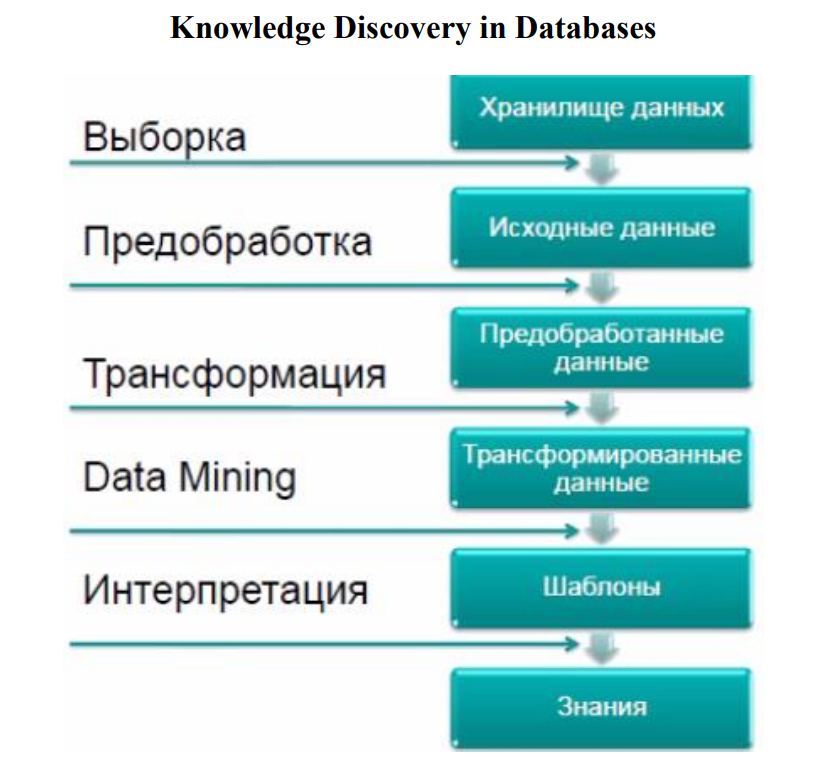 Knowledge Discovery in Databases
Хранилище данных
Выборка
Исходные данные
Предобработка
Предобработанные
данные
Трансформация
Трансформированные
данные
Data Mining
Шаблоны
Интерпретация
Знания